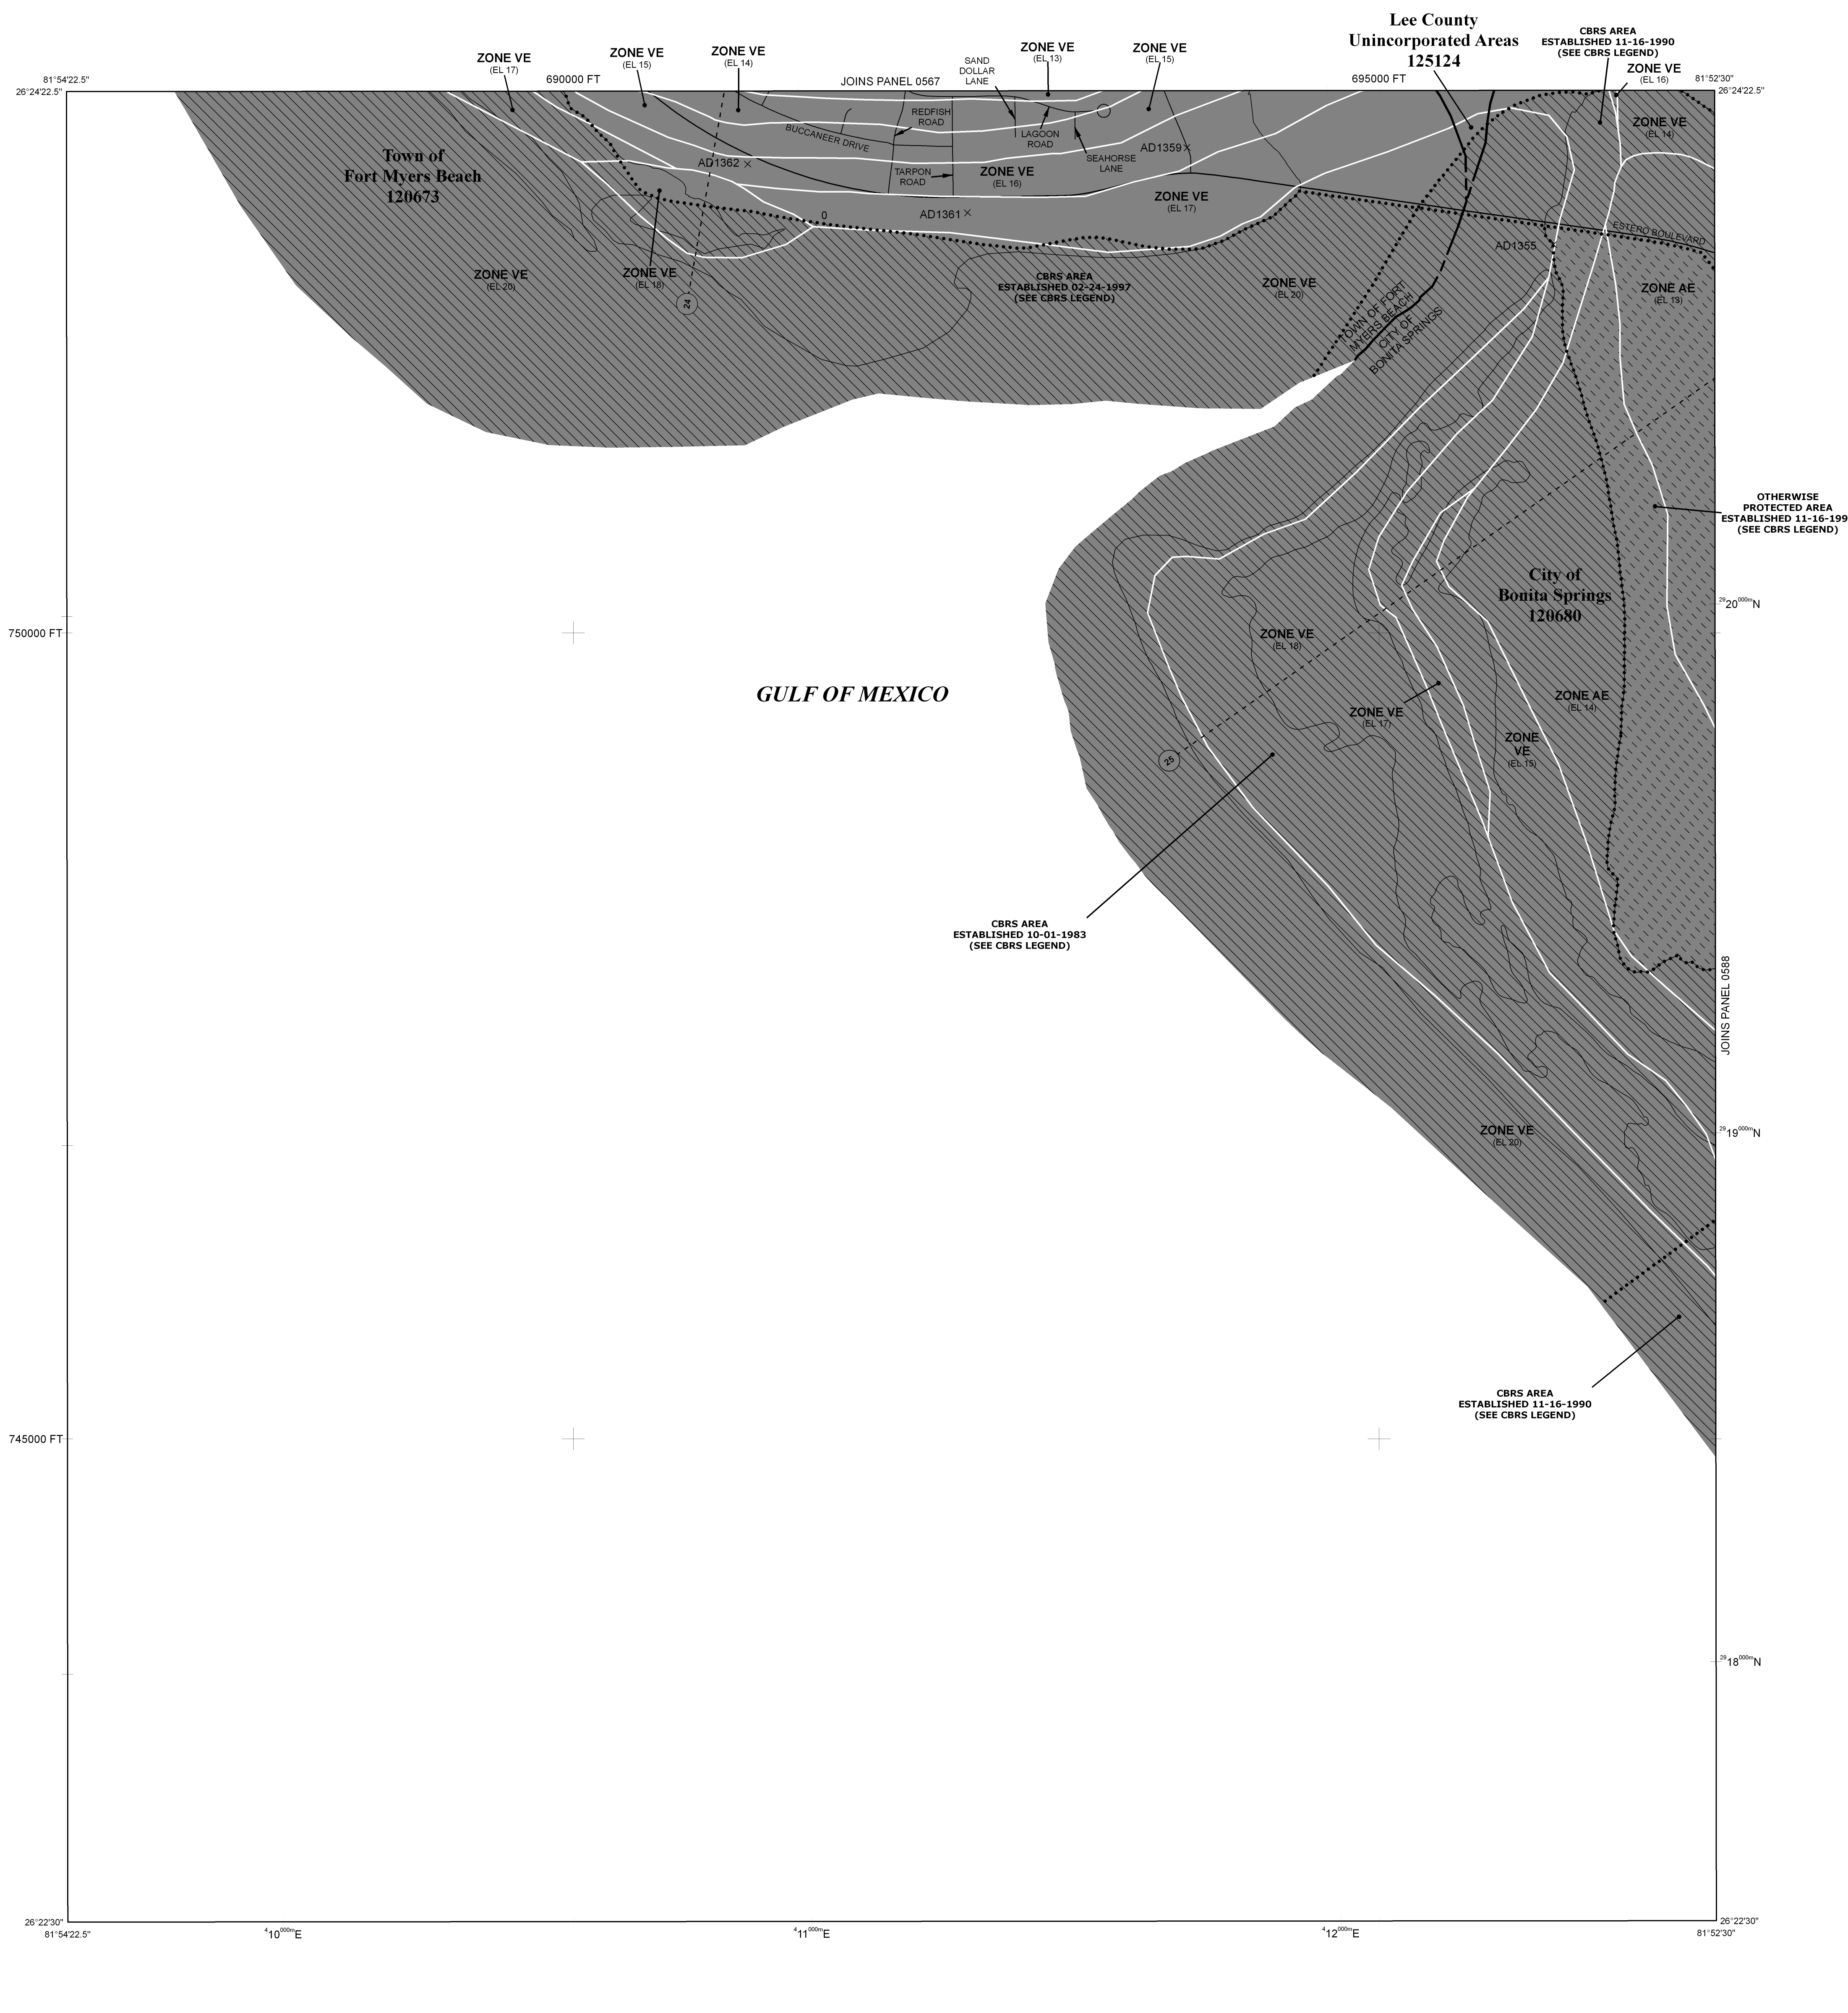 Lee County
Unincorporated Areas
125124
CBRS AREA
ESTABLISHED 11-16-1990
(SEE CBRS LEGEND)
ZONE VE
(EL 17)
ZONE VE
(EL 15)
ZONE VE
(EL 14)
ZONE VE
(EL 13)
ZONE VE
(EL 15)
ZONE VE
(EL 16)
SAND
DOLLAR
LANE
81°54'22.5"
26°24'22.5"
690000 FT
JOINS PANEL 0567
695000 FT
81°52'30"
26°24'22.5"
Town of
Fort Myers Beach
120673
BUCCANEER DRIVE
REDFISH
ROAD
LAGOON
ROAD
SEAHORSE
LANE
TARPON
ROAD
AD1362
AD1359
AD1361
AD1355
0
ZONE VE
(EL 16)
ZONE VE
(EL 17)
ZONE VE
(EL 14)
ESTERO BOULEVARD
ZONE VE
(EL 20)
ZONE VE
(EL 18)
24
CBRS AREA
ESTABLISHED 02-24-1997
(SEE CBRS LEGEND)
ZONE VE
(EL 20)
TOWN OF FORT
MYERS BEACH
CITY OF
BONITA SPRINGS
ZONE AE
(EL 13)
OTHERWISE
PROTECTED AREA
ESTABLISHED 11-16-199
(SEE CBRS LEGEND)
City of
Bonita Springs
120680
2920000mN
750000 FT
ZONE VE
(EL 18)
GULF OF MEXICO
ZONE VE
(EL 17)
ZONE AE
(EL 14)
ZONE
VE
(EL 15)
25
CBRS AREA
ESTABLISHED 10-01-1983
(SEE CBRS LEGEND)
JOINS PANEL 0588
ZONE VE
(EL 20)
2919000mN
CBRS AREA
ESTABLISHED 11-16-1990
(SEE CBRS LEGEND)
745000 FT
2918000mN
26°22'30"
81°54'22.5"
410000mE
411000mE
412000mE
26°22'30"
81°52'30"